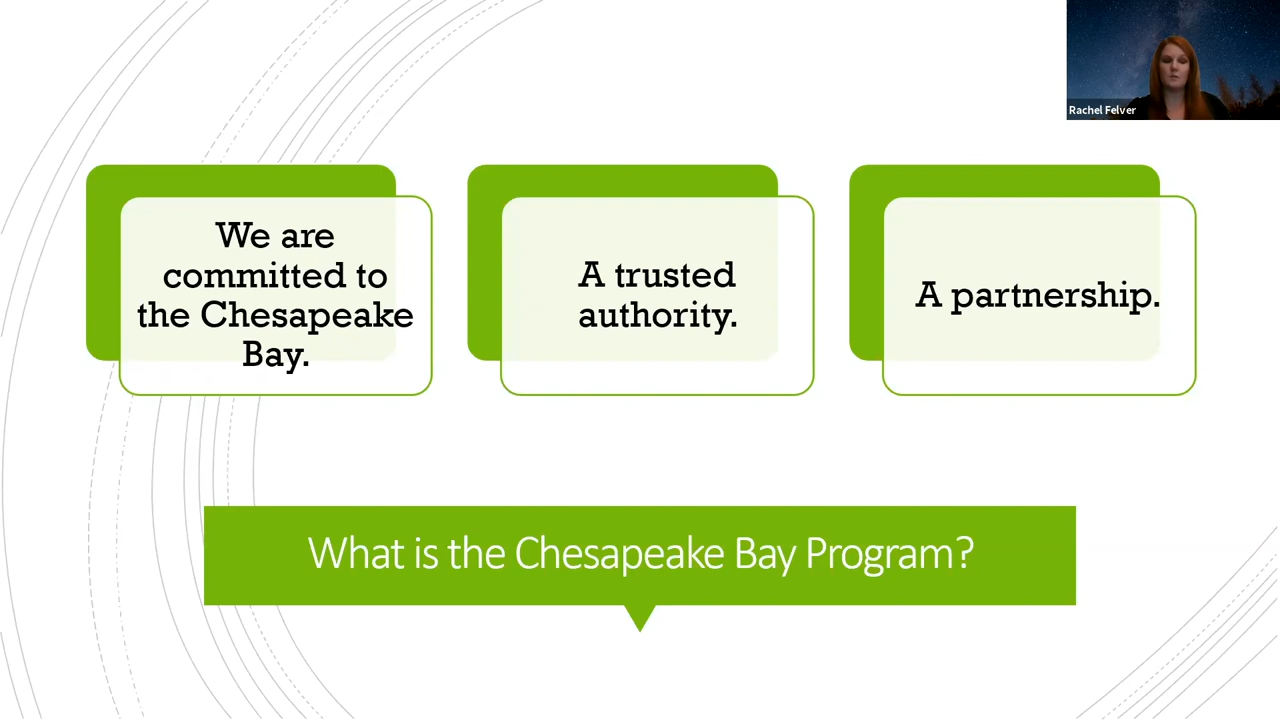 Rachel Felver
We are
committed to
the Chesapeake
Bay.
A trusted
authority.
A partnership.
What is the Chesapeake Bay Program?